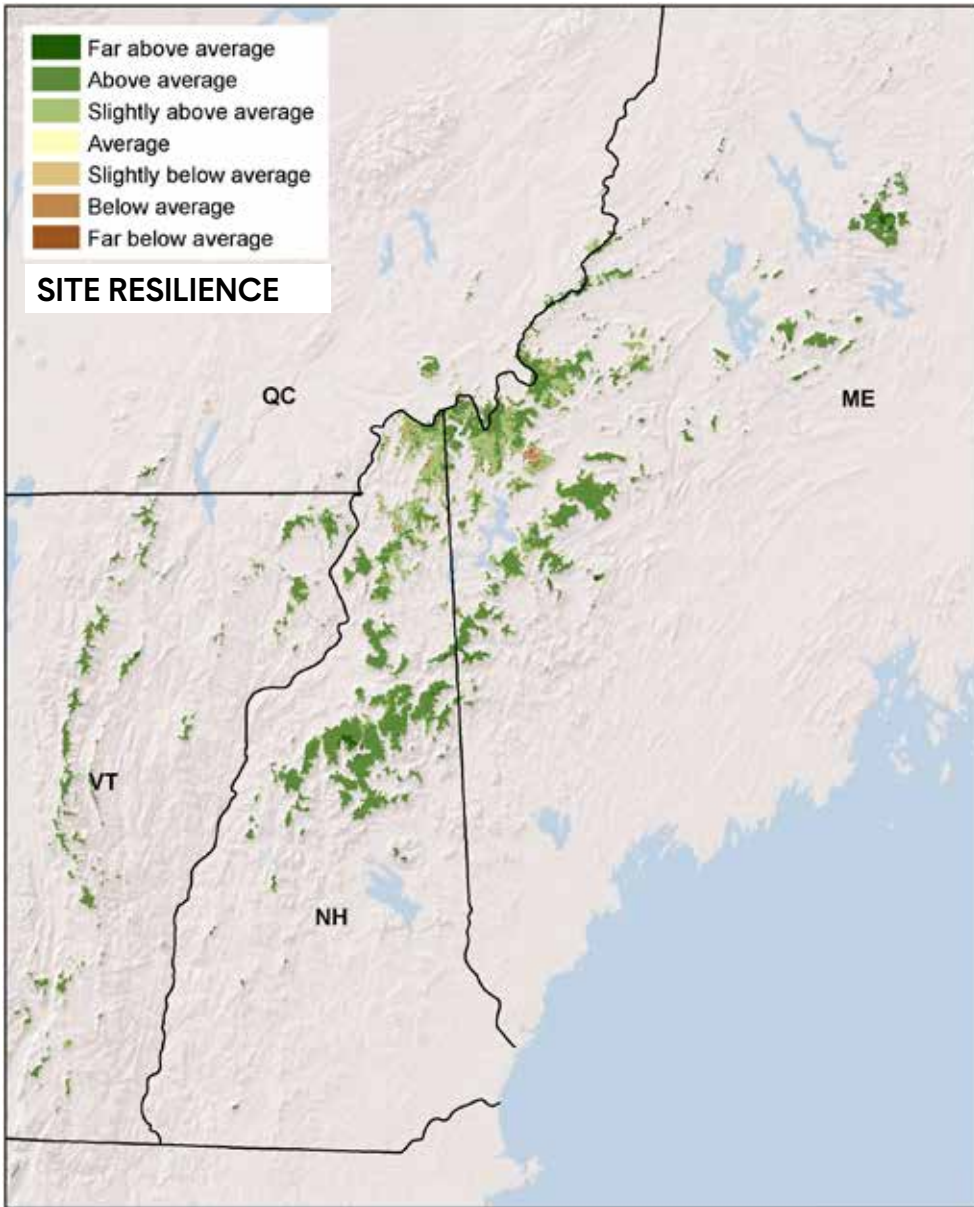 Far above average
Above average
Slightly above average
Average
Slightly below average
Below average
Far below average
SITE RESILIENCE
QC
ME
VT
NH